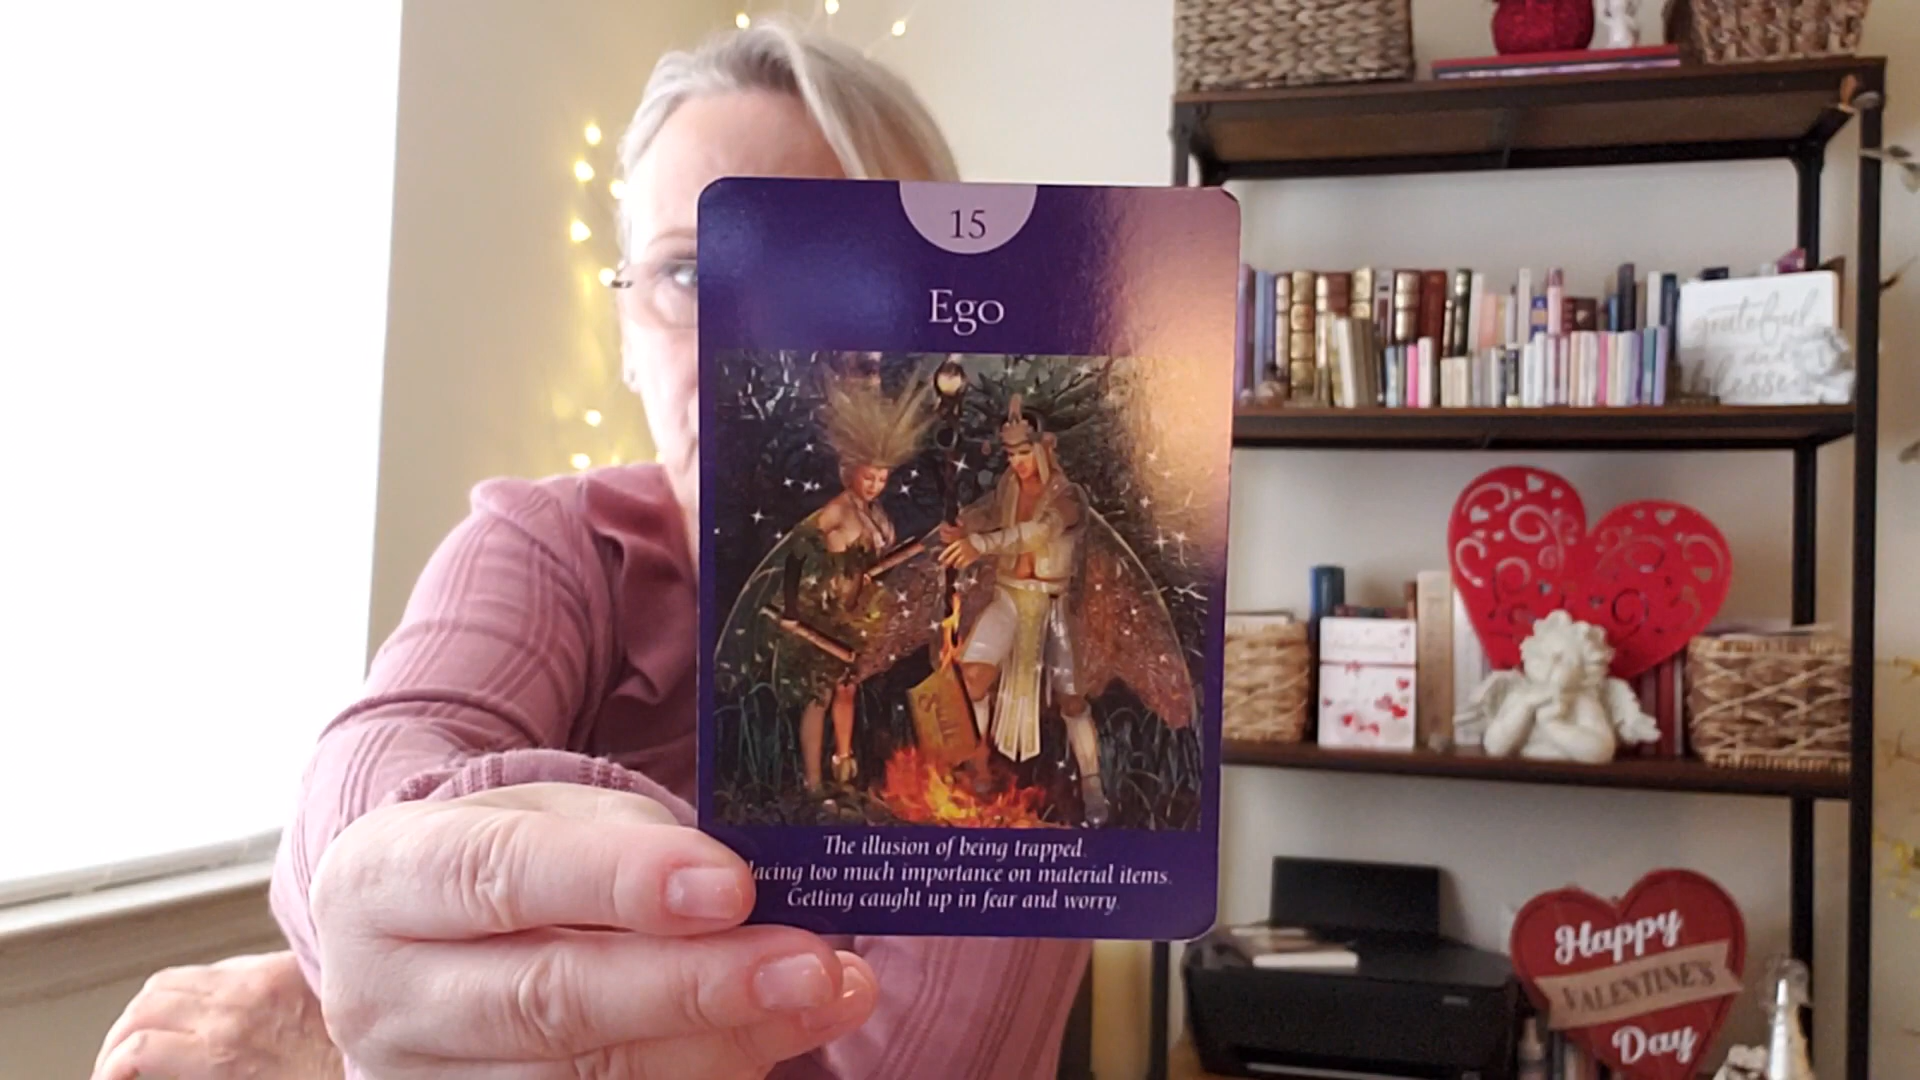 15
Ego
The illusion of being trapped.
lacing too much importance on material items.
Getting caught up in fear and worry.
grateful
and
blessed
Happy
VALENTINE'S
Day